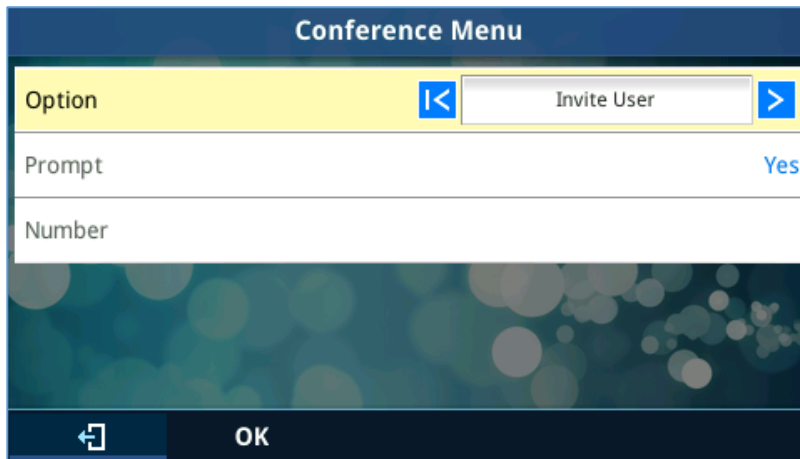 Conference Menu
Option Invite User
Prompt Yes
Number
OK